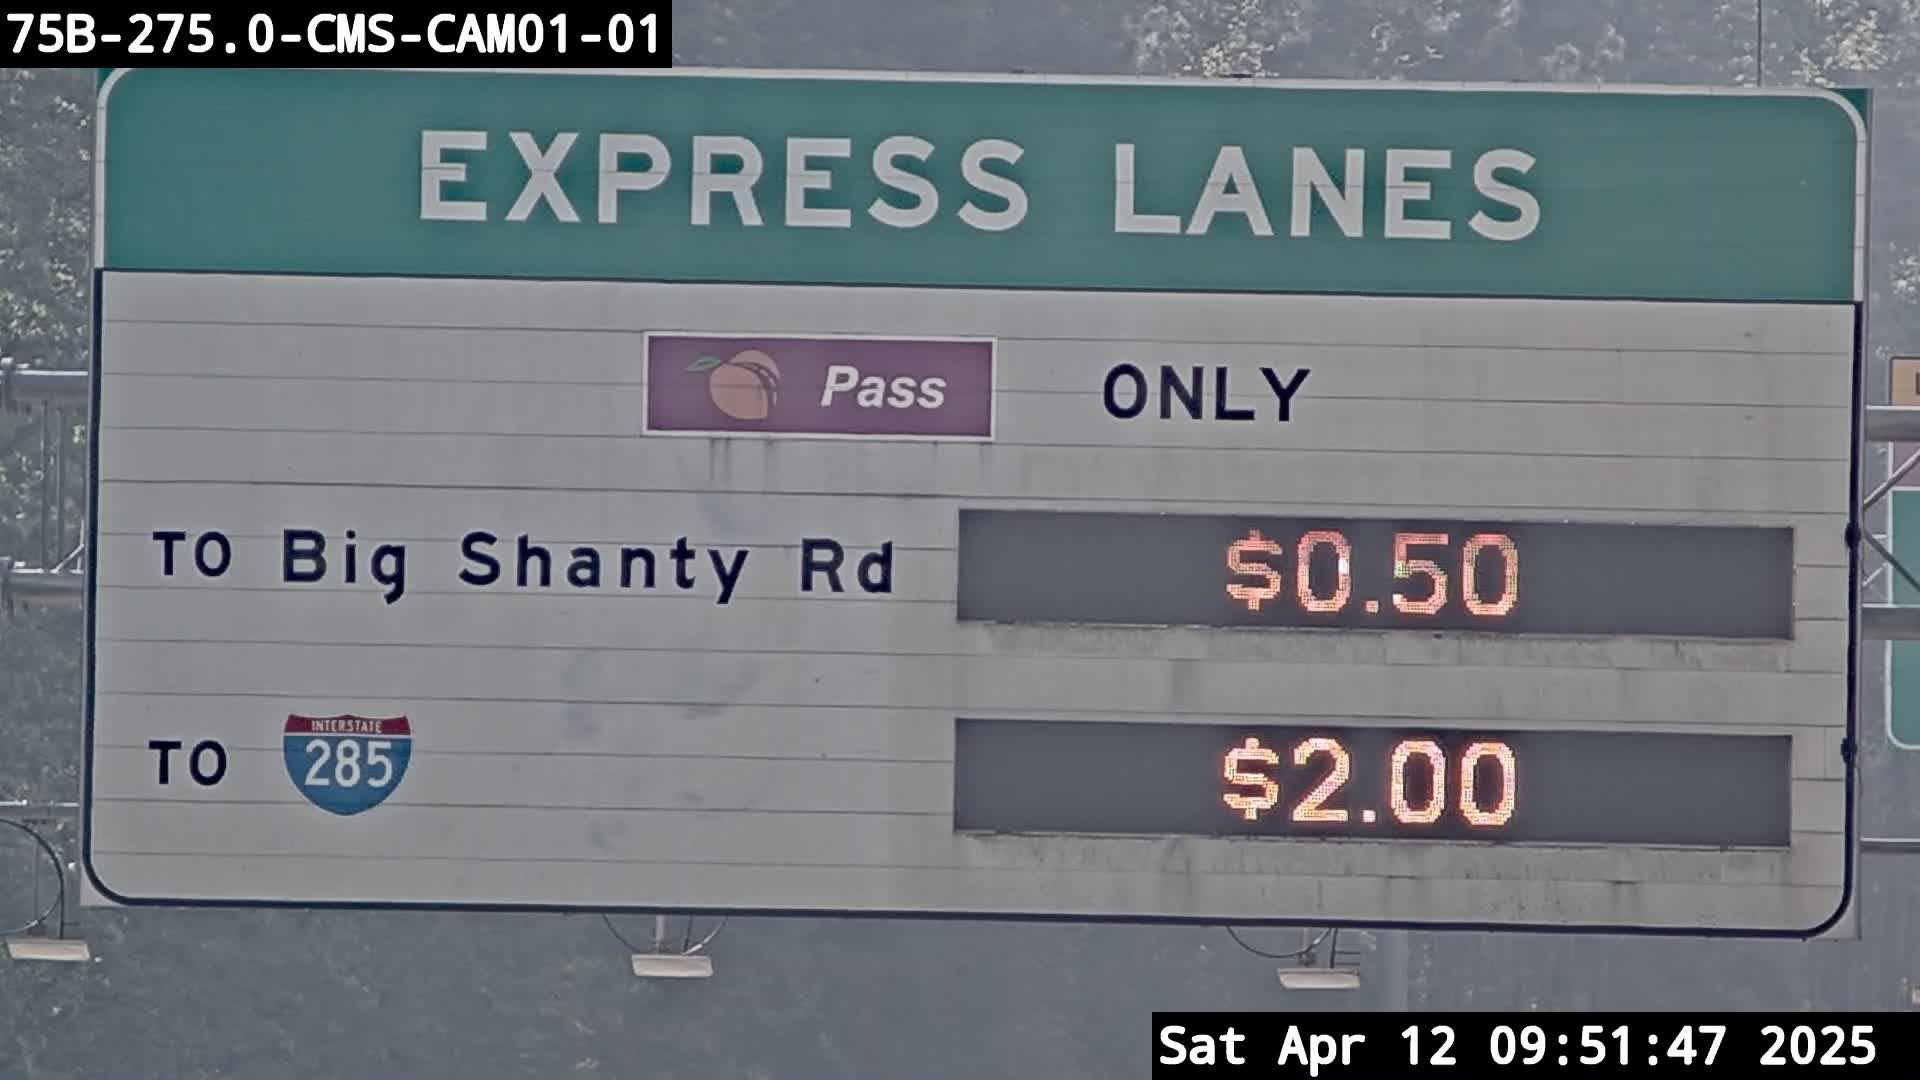 75B-275.0-CMS-CAM01-01
EXPRESS LANES
Pass ONLY
TO Big Shanty Rd $0.50
INTERSTATE
TO 285 $2.00
Sat Apr 12 09:51:47 2025